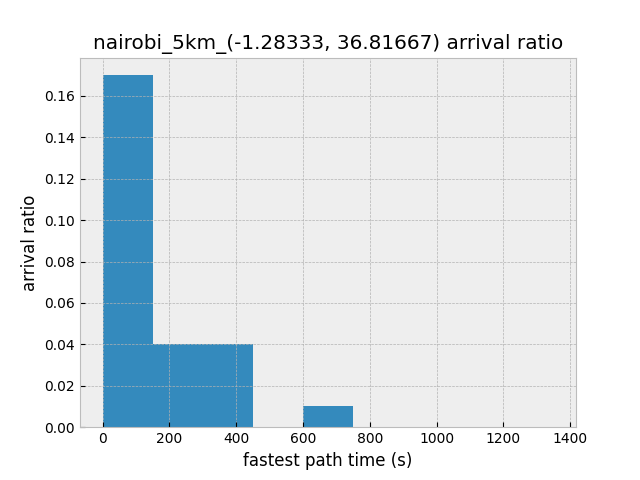 nairobi_5km_(-1.28333, 36.81667) arrival ratio
0.16
0.14
0.12
0.10
0.08
0.06
0.04
0.02
0.00
arrival ratio
0 200 400 600 800 1000 1200 1400
fastest path time (s)